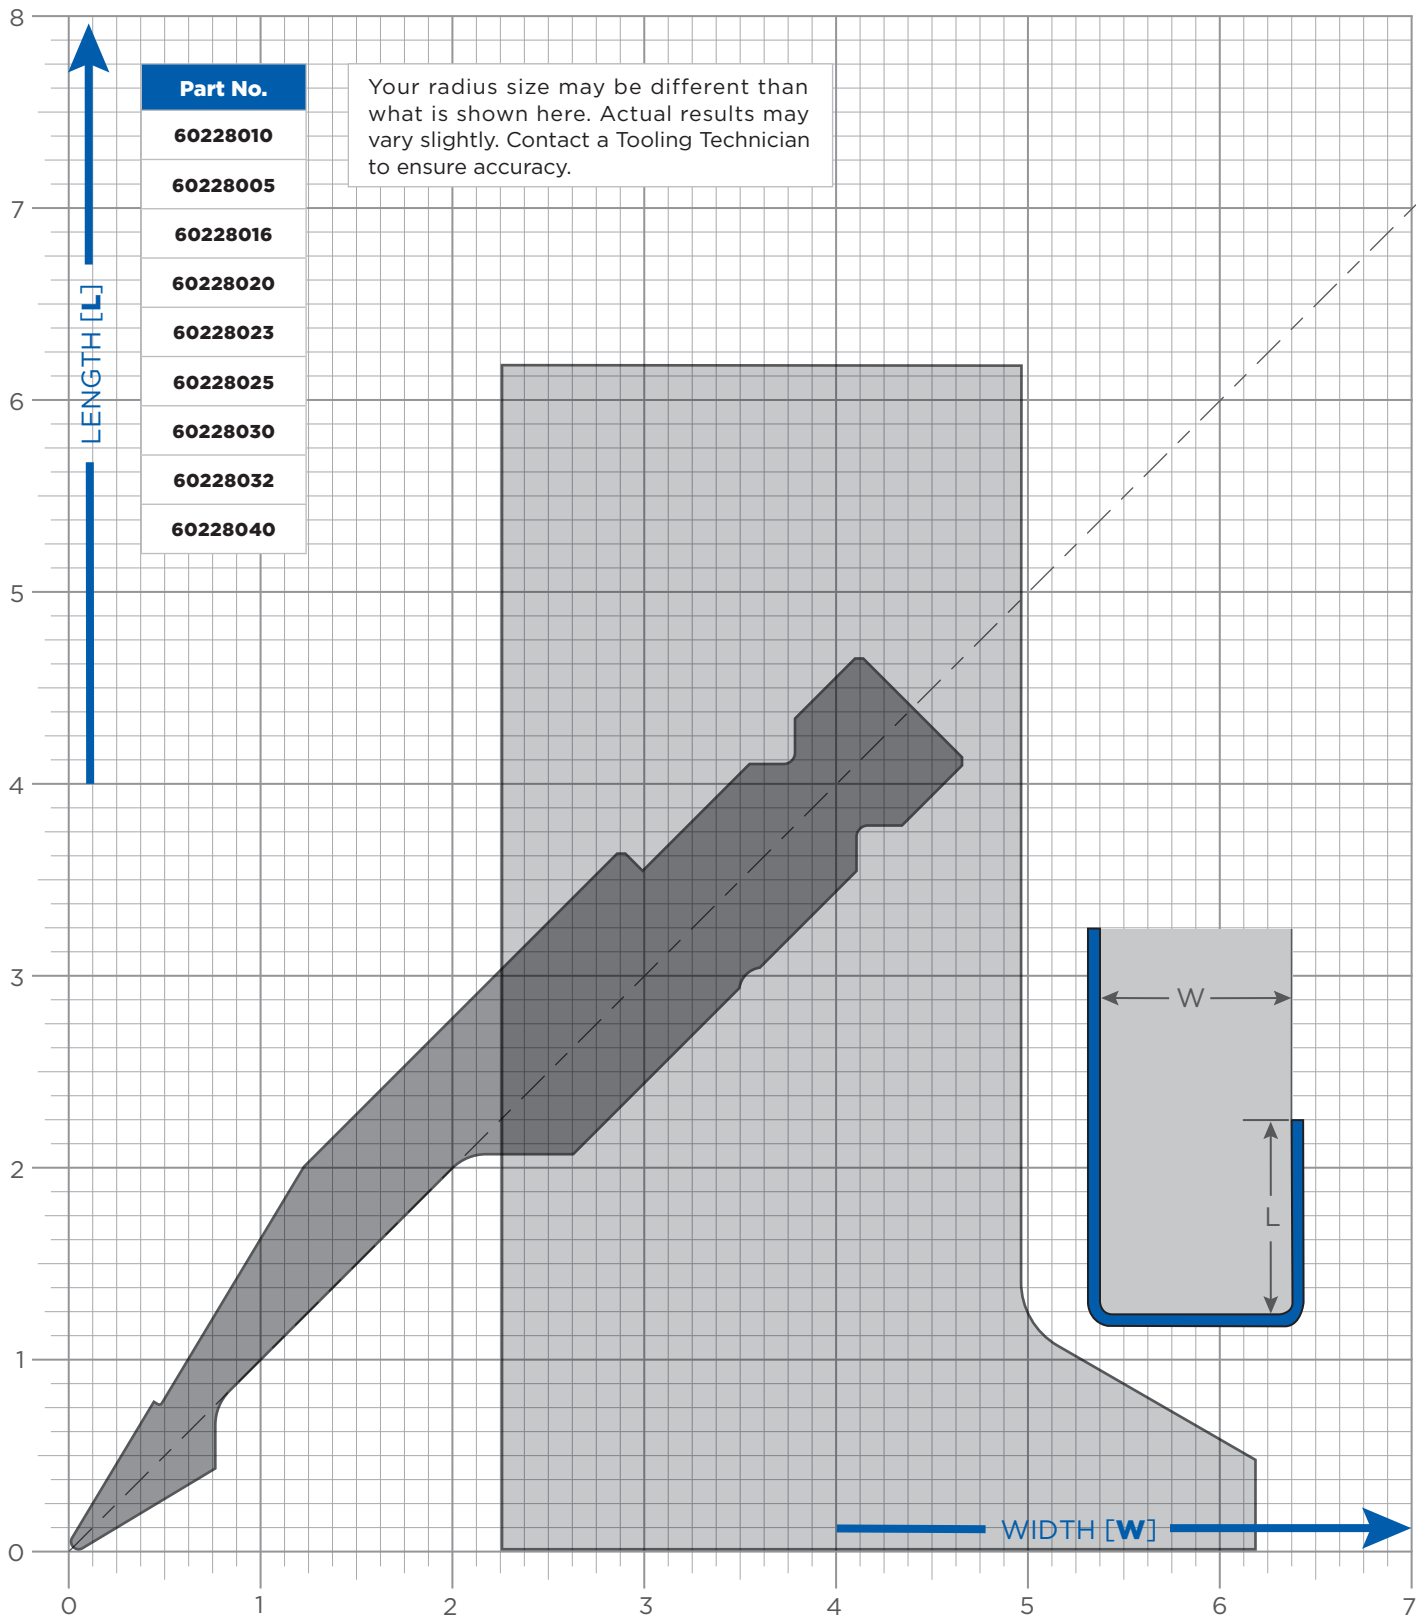 8
7
6
5
4
3
2
1
0
LENGTH [L]
Part No.
60228010
60228005
60228016
60228020
60228023
60228025
60228030
60228032
60228040
Your radius size may be different than
what is shown here. Actual results may
vary slightly. Contact a Tooling Technician
to ensure accuracy.
W
L
WIDTH [W]
0 1 2 3 4 5 6 7